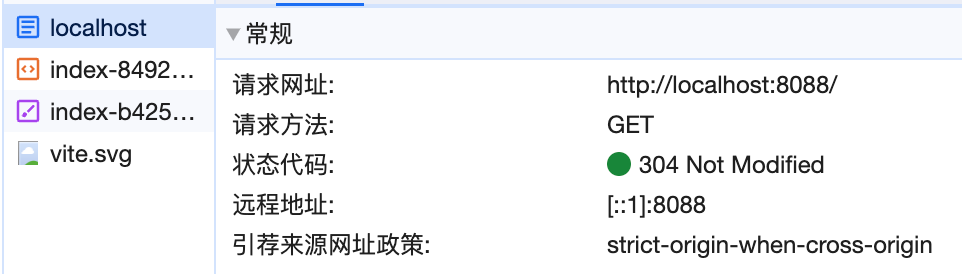 localhost
index-8492...
index-b425...
vite.svg
常规
请求网址:
http://localhost:8088/
请求方法:
GET
状态代码:
304 Not Modified
远程地址:
[::1]:8088
引荐来源网址政策:
strict-origin-when-cross-origin